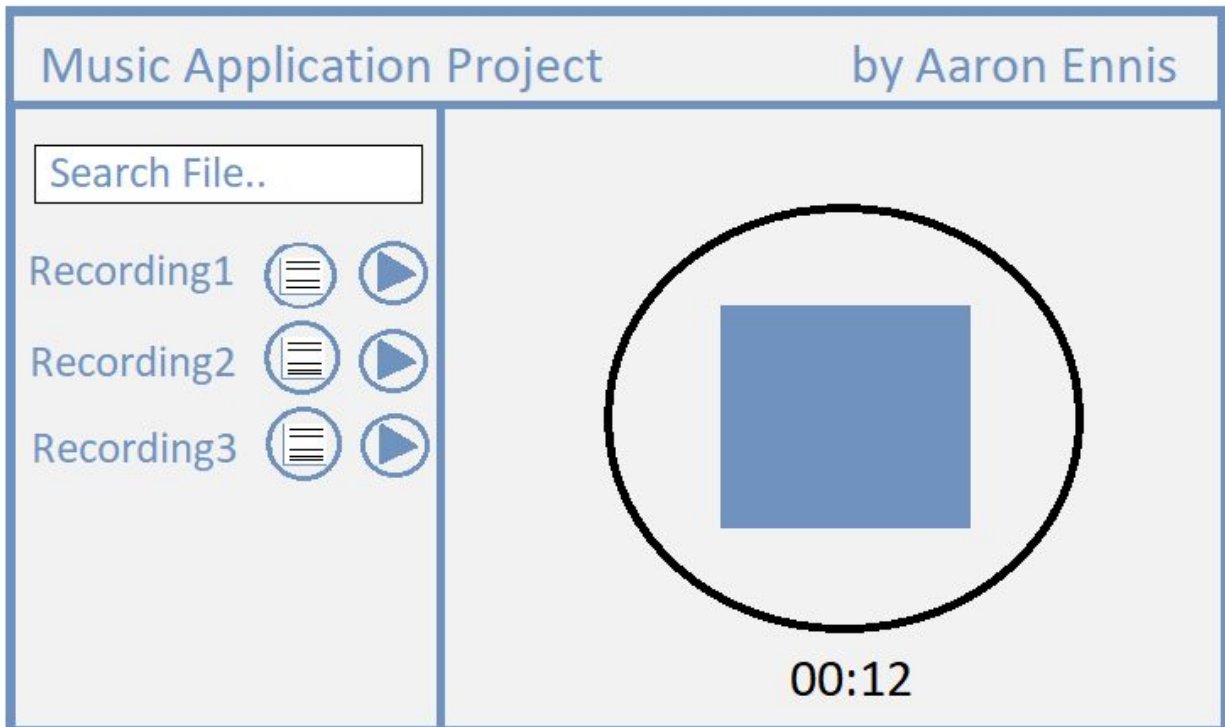 Music Application Project by Aaron Ennis
Search File..
Recording1
Recording2
Recording3
00:12